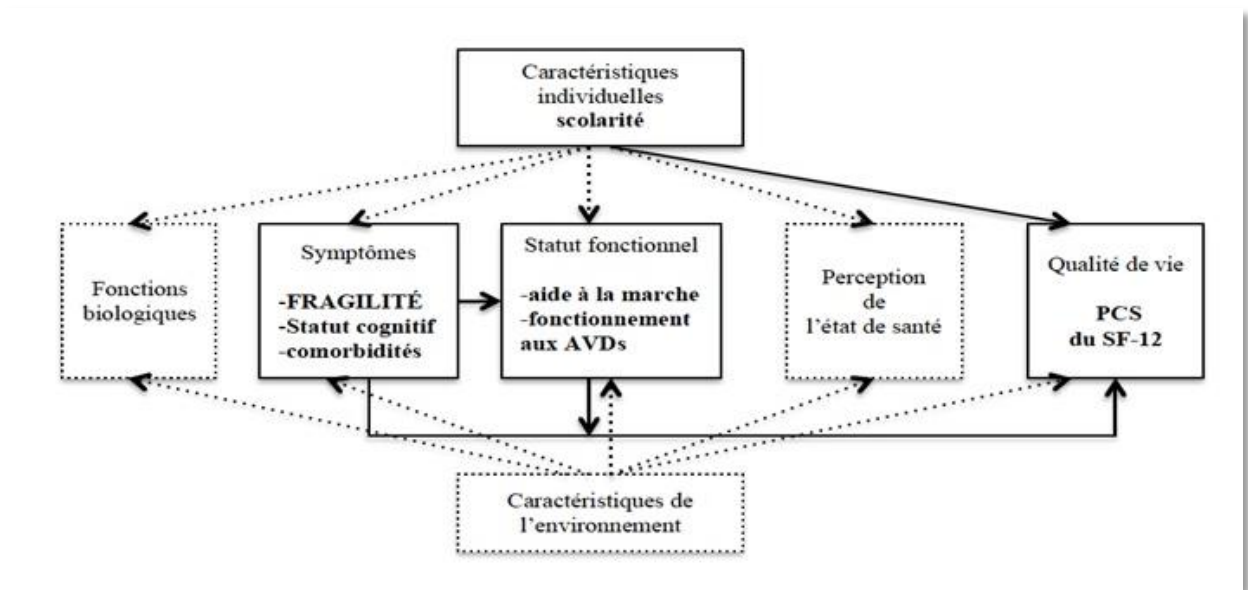 Caractéristiques
individuelles
scolarité
Fonctions
biologiques
Symptômes
-FRAGILITÉ
-Statut cognitif
-comorbidités
Statut fonctionnel
-aide à la marche
-fonctionnement
aux AVDs
Perception
de
l’état de santé
Qualité de vie
PCS
du SF-12
Caractéristiques de
l’environnement